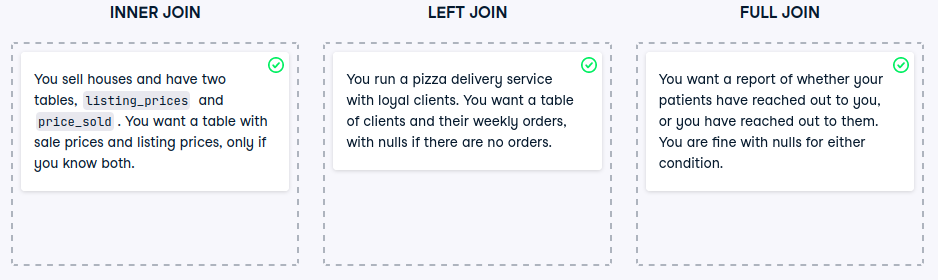 INNER JOIN
You sell houses and have two
tables, listing_prices and
price_sold . You want a table with
sale prices and listing prices, only if
you know both.
LEFT JOIN
You run a pizza delivery service
with loyal clients. You want a table
of clients and their weekly orders,
with nulls if there are no orders.
FULL JOIN
You want a report of whether your
patients have reached out to you,
or you have reached out to them.
You are fine with nulls for either
condition.